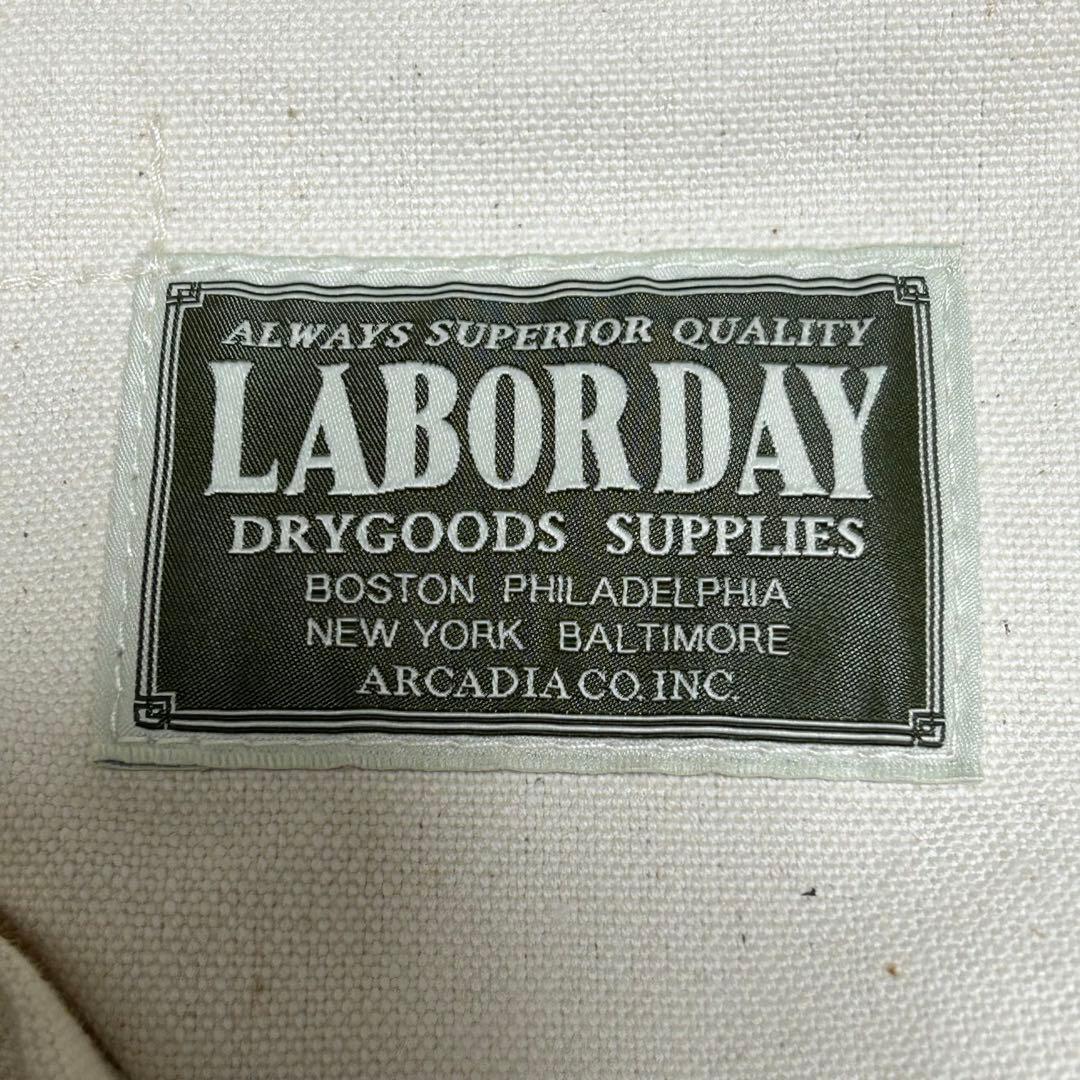 ALWAYS SUPERIOR QUALITY
LABORDAY
DRYGOODS SUPPLIES
BOSTON PHILADELPHIA
NEW YORK BALTIMORE
ARCADIA CO. INC.